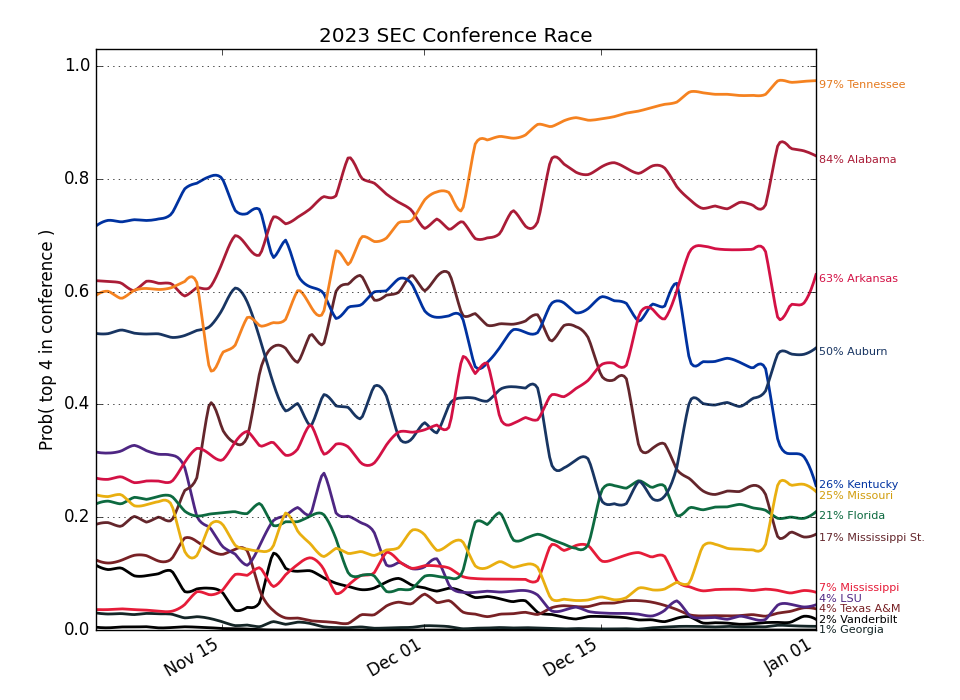 2023 SEC Conference Race
Prob( top 4 in conference )
1.0
0.8
0.6
0.4
0.2
0.0
Nov 15
Dec 01
Dec 15
Jan 01
97% Tennessee
84% Alabama
63% Arkansas
50% Auburn
26% Kentucky
25% Missouri
21% Florida
17% Mississippi St.
7% Mississippi
4% LSU
4% Texas A&M
2% Vanderbilt
1% Georgia